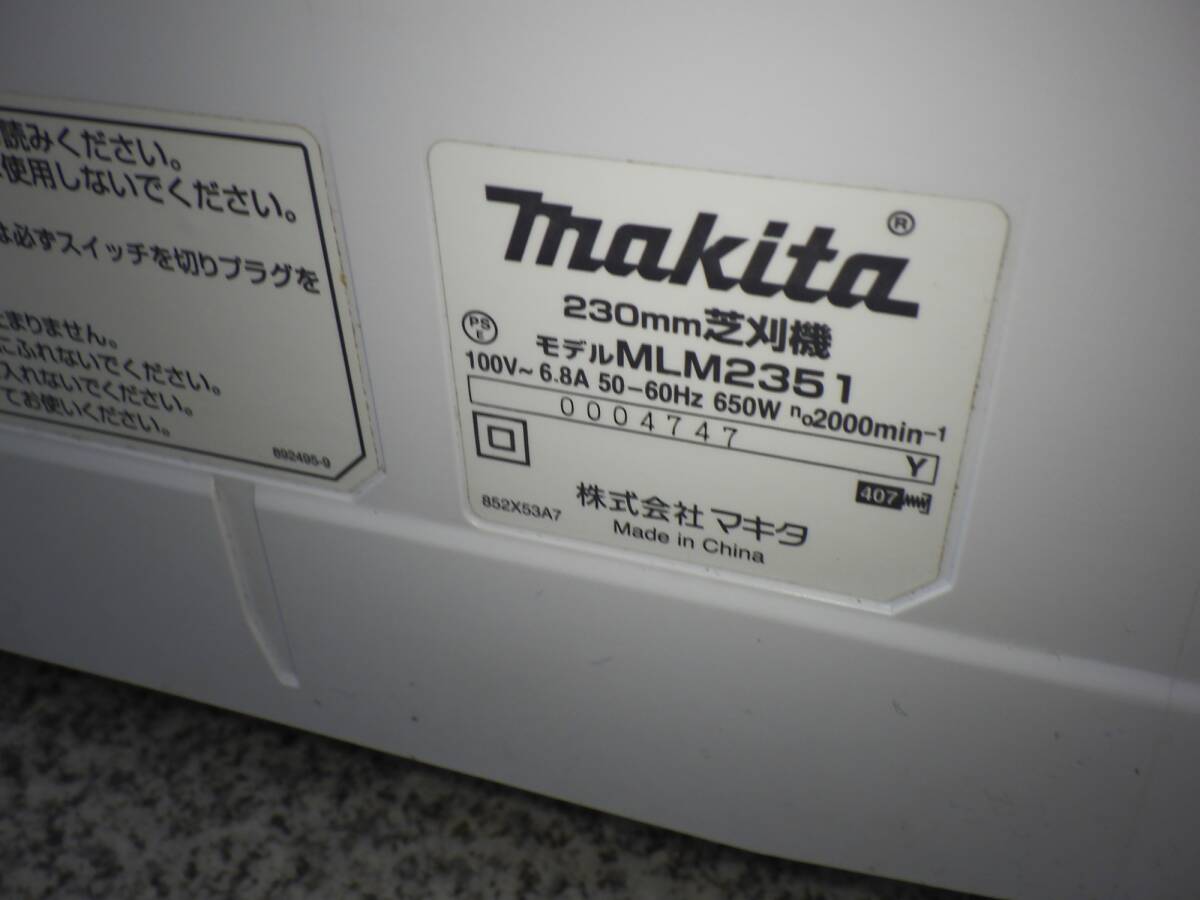 読みください。
使用しないでください。
は必ずスイッチを切りプラグを
止まりません。
にふれないでください。
入れないでください。
てお使いください。
892495-9
makita®
230mm芝刈機
PS
E
モデルMLM2351
100V～ 6.8A 50-60Hz 650W n₀2000min⁻¹
0004747 Y
407
852X53A7
株式会社マキタ
Made in China